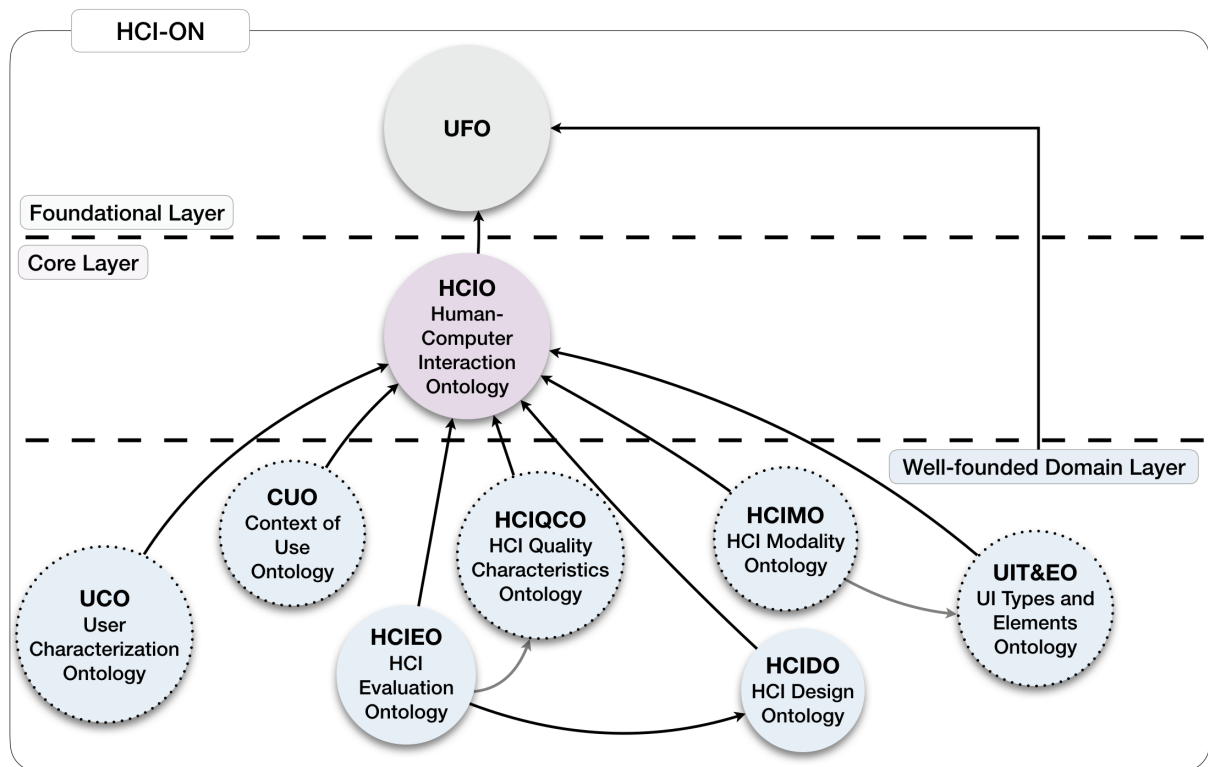 HCI-ON
UFO
Foundational Layer
Core Layer
HCIO
Human-
Computer
Interaction
Ontology
Well-founded Domain Layer
CUO
Context of
Use
Ontology
HCIQCO
HCI Quality
Characteristics
Ontology
HCIMO
HCI Modality
Ontology
UIT&EO
UI Types and
Elements
Ontology
UCO
User
Characterization
Ontology
HCIEO
HCI
Evaluation
Ontology
HCIDO
HCI Design
Ontology